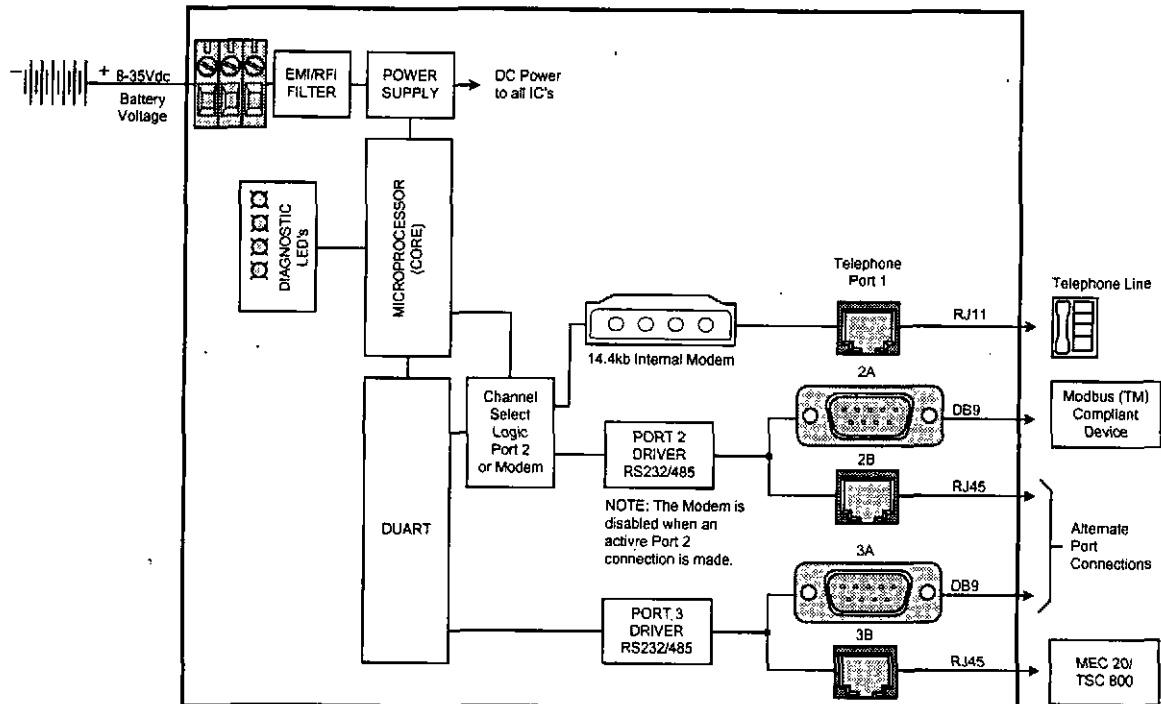 + 8-35Vdc
Battery
Voltage
EMI/RFI
FILTER
POWER
SUPPLY
DC Power
to all IC's
DIAGNOSTIC
LED's
MICROPROCESSOR
(CORE)
14.4kb Internal Modem
Telephone
Port 1
RJ11
Telephone Line
2A
DB9
Modbus (TM)
Compliant
Device
Channel
Select
Logic
Port 2
or Modem
PORT 2
DRIVER
RS232/485
2B
RJ45
NOTE: The Modem is
disabled when an
activre Port 2
connection is made.
Alternate
Port
Connections
DUART
3A
DB9
PORT 3
DRIVER
RS232/485
3B
RJ45
MEC 20/
TSC 800